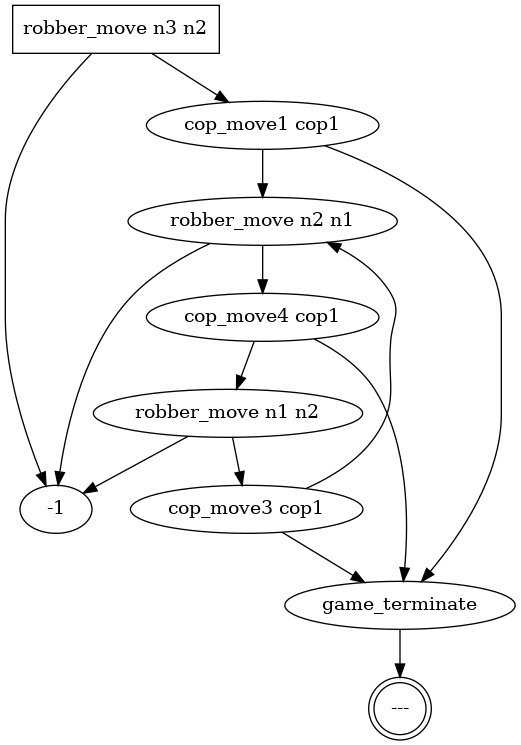 robber_move n3 n2
cop_move1 cop1
robber_move n2 n1
cop_move4 cop1
robber_move n1 n2
-1
cop_move3 cop1
game_terminate
---